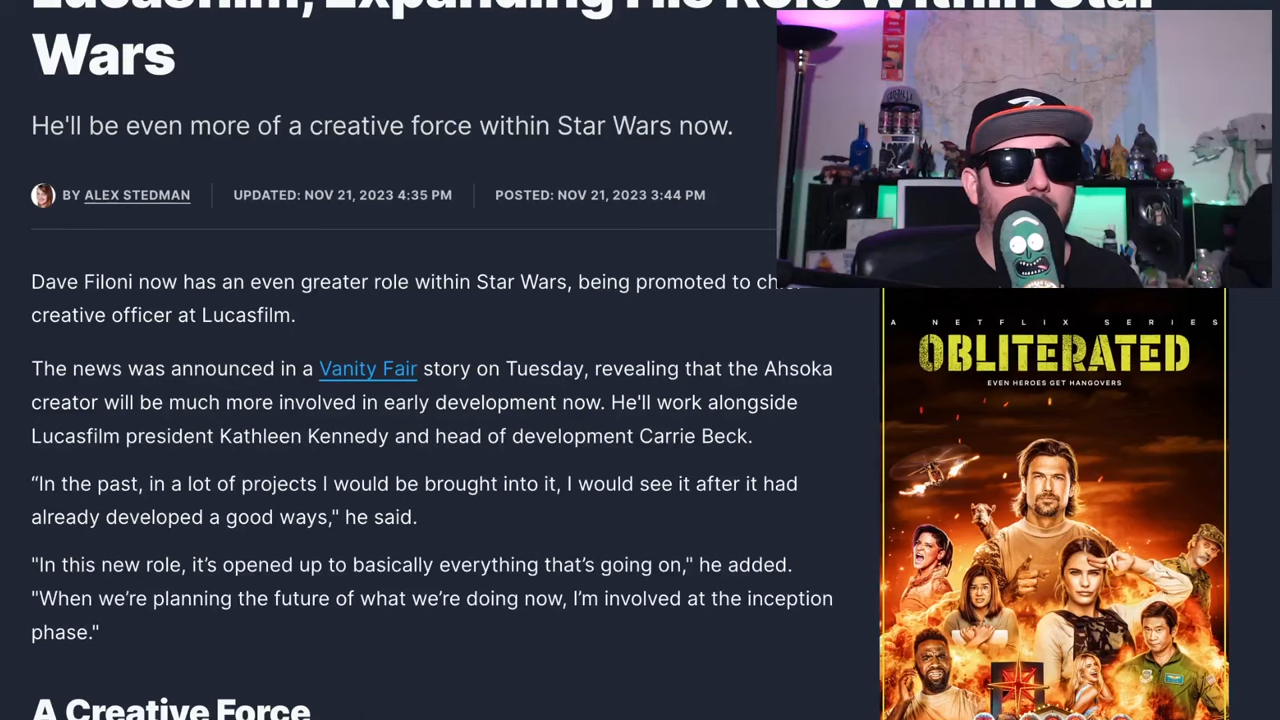 Lucasfilm, Expanding His Role Within Star
Wars
He'll be even more of a creative force within Star Wars now.
BY ALEX STEDMAN
UPDATED: NOV 21, 2023 4:35 PM
POSTED: NOV 21, 2023 3:44 PM
Dave Filoni now has an even greater role within Star Wars, being promoted to chief
creative officer at Lucasfilm.
The news was announced in a Vanity Fair story on Tuesday, revealing that the Ahsoka
creator will be much more involved in early development now. He'll work alongside
Lucasfilm president Kathleen Kennedy and head of development Carrie Beck.
“In the past, in a lot of projects I would be brought into it, I would see it after it had
already developed a good ways," he said.
"In this new role, it’s opened up to basically everything that’s going on," he added.
"When we’re planning the future of what we’re doing now, I’m involved at the inception
phase."
A Creative Force
A NETFLIX SERIES
OBLITERATED
EVEN HEROES GET HANGOVERS